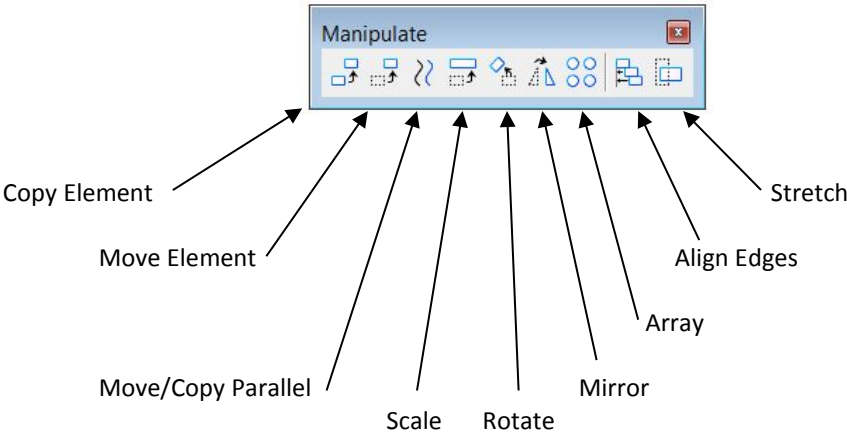 Manipulate
Copy Element
Stretch
Move Element
Align Edges
Array
Move/Copy Parallel
Mirror
Scale
Rotate